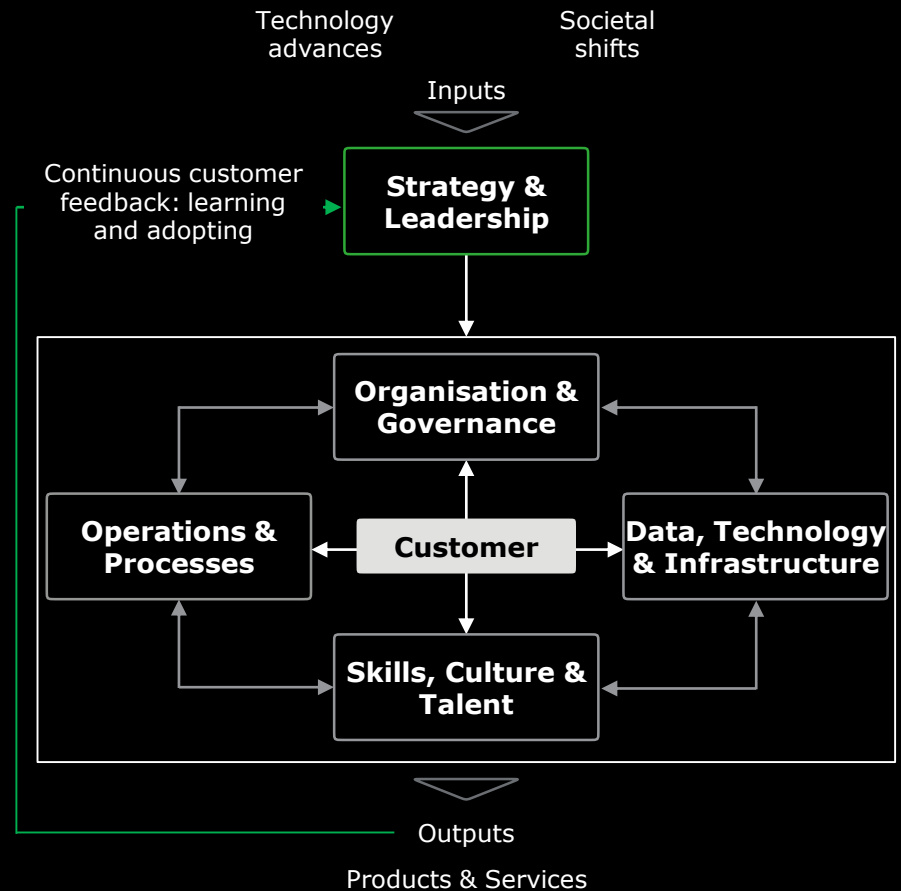 Technology
advances
Societal
shifts
Inputs
Continuous customer
feedback: learning
and adopting
Strategy &
Leadership
Organisation &
Governance
Operations &
Processes
Customer
Data, Technology
& Infrastructure
Skills, Culture &
Talent
Outputs
Products & Services